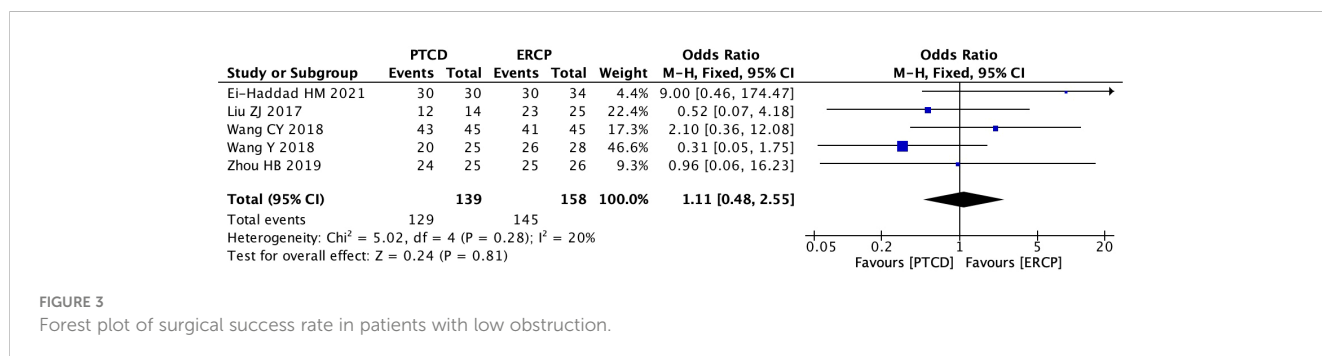 PTCD ERCP Odds Ratio Odds Ratio
Study or Subgroup Events Total Events Total Weight M-H, Fixed, 95% CI M-H, Fixed, 95% CI
Ei-Haddad HM 2021 30 30 30 34 4.4% 9.00 [0.46, 174.47]
Liu ZJ 2017 12 14 23 25 22.4% 0.52 [0.07, 4.18]
Wang CY 2018 43 45 41 45 17.3% 2.10 [0.36, 12.08]
Wang Y 2018 20 25 26 28 46.6% 0.31 [0.05, 1.75]
Zhou HB 2019 24 25 25 26 9.3% 0.96 [0.06, 16.23]
Total (95% CI) 139 158 100.0% 1.11 [0.48, 2.55]
Total events 129 145
Heterogeneity: Chi² = 5.02, df = 4 (P = 0.28); I² = 20%
Test for overall effect: Z = 0.24 (P = 0.81)
0.05 0.2 1 5 20
Favours [PTCD] Favours [ERCP]
FIGURE 3
Forest plot of surgical success rate in patients with low obstruction.